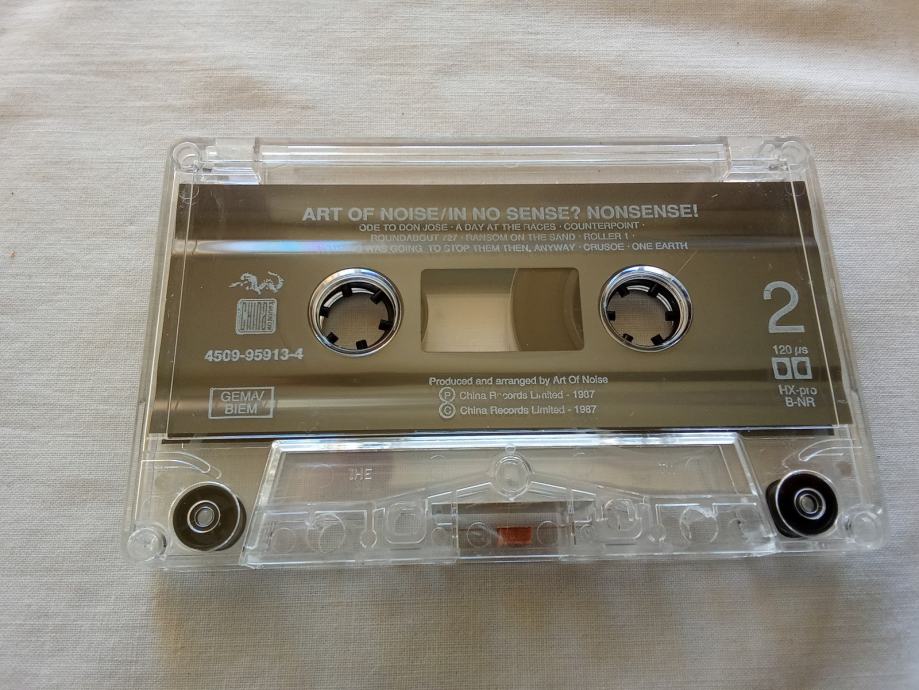 ART OF NOISE/IN NO SENSE? NONSENSE!
ODE TO DON JOSE · A DAY AT THE RACES · COUNTERPOINT ·
ROUNDABOUT 727 · RANSOM ON THE SAND · ROLLER 1 ·
WAS GOING TO STOP THEM THEN, ANYWAY · CRUSOE · ONE EARTH
2
4509-95913-4
120 µs
HX-pro
B-NR
GEMA/
BIEM
Produced and arranged by Art Of Noise
Ⓟ China Records Limited - 1987
© China Records Limited - 1987